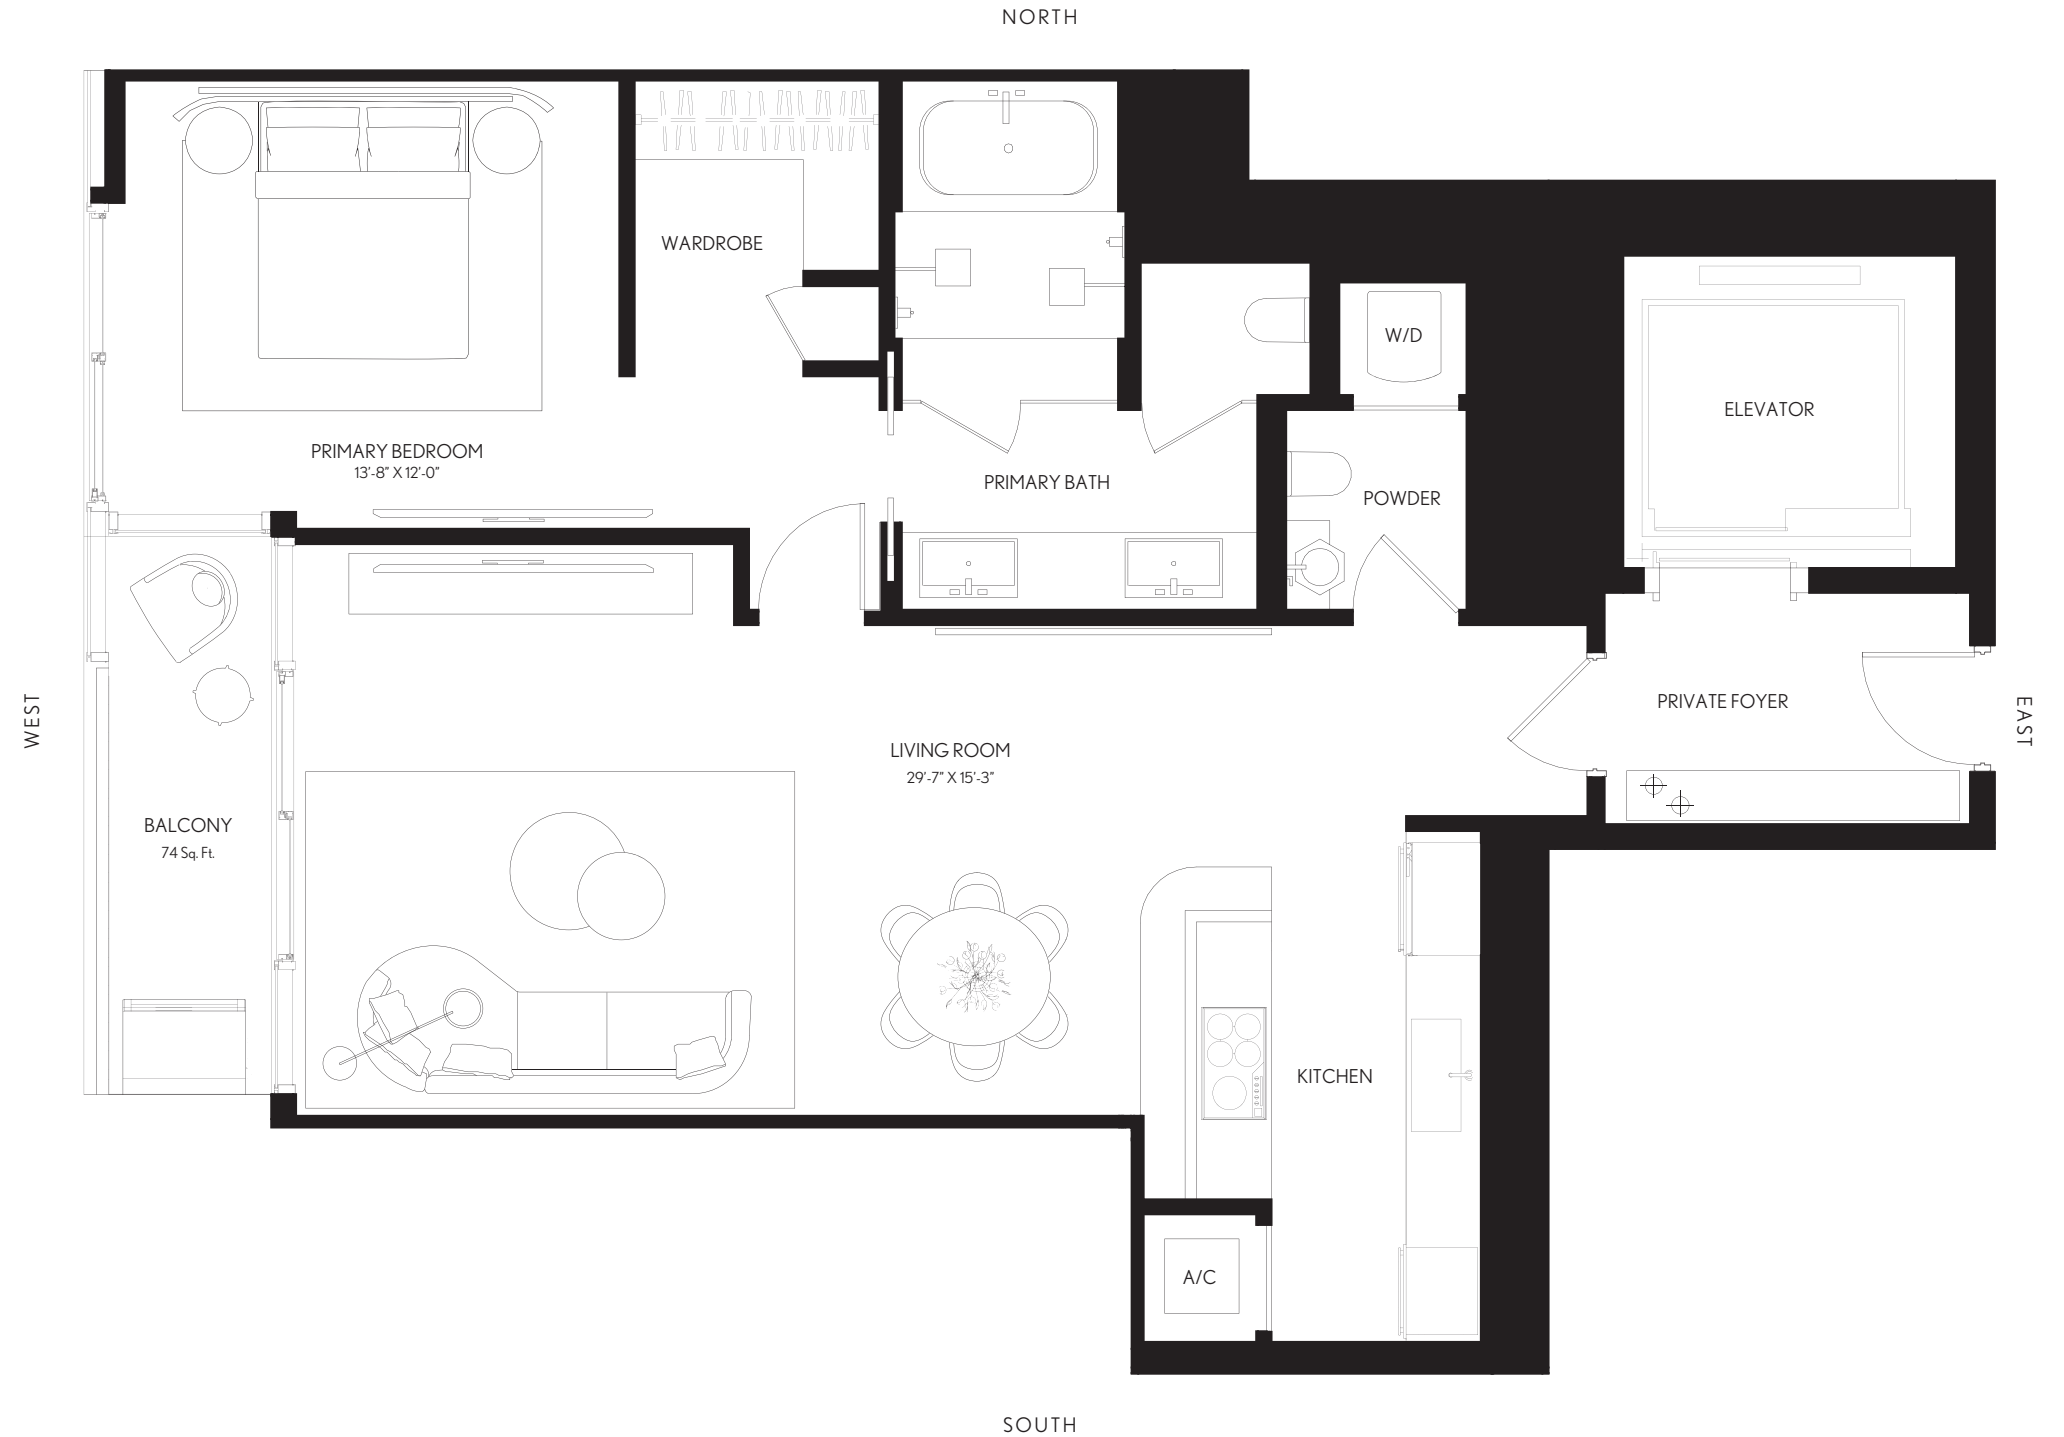 NORTH
WARDROBE
W/D
ELEVATOR
PRIMARY BEDROOM
13'-8" X 12'-0"
PRIMARY BATH
POWDER
WEST
PRIVATE FOYER
EAST
LIVING ROOM
29'-7" X 15'-3"
BALCONY
74 Sq. Ft.
KITCHEN
A/C
SOUTH